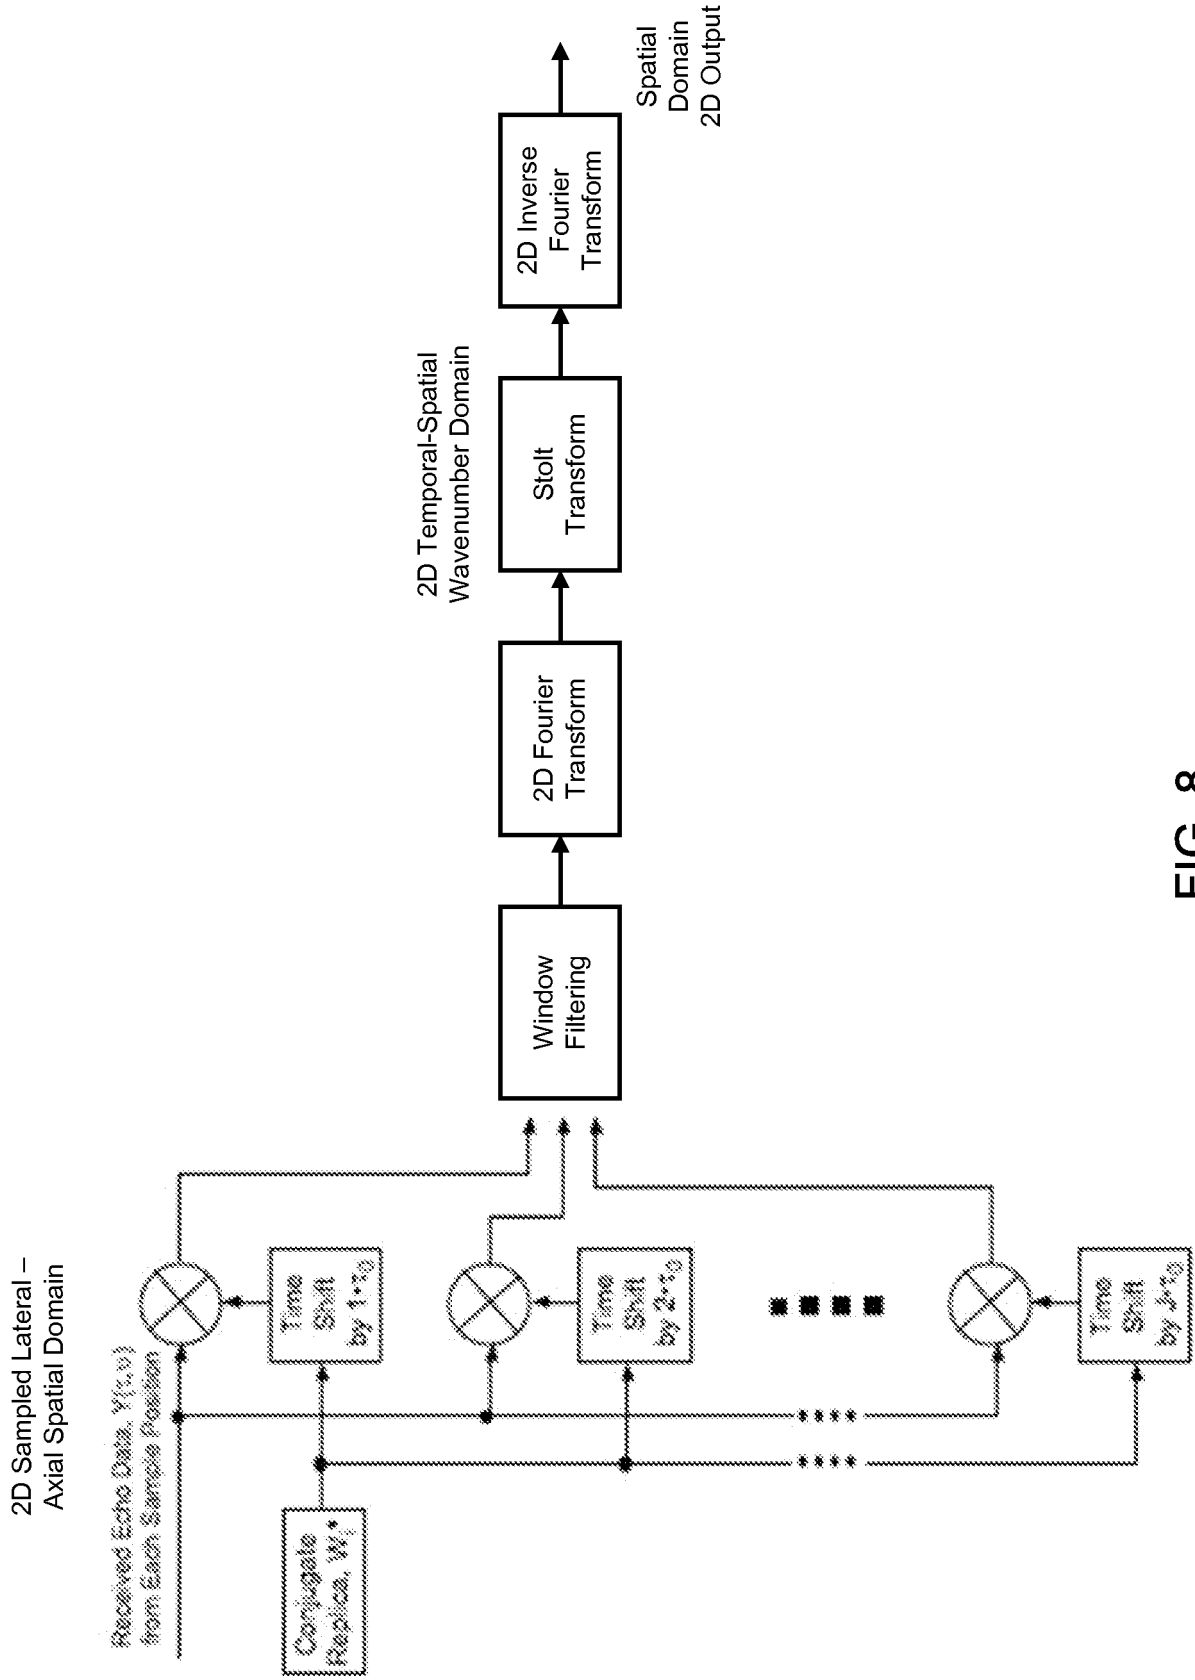 2D Sampled Lateral –
Axial Spatial Domain
Received Echo Data, Y(τ,υ)
from Each Sample Position
Conjugate
Replica, W
Time
Shift
by 1·τ0
Time
Shift
by 2·τ0
Time
Shift
by J·τ0
Window
Filtering
2D Fourier
Transform
2D Temporal-Spatial
Wavenumber Domain
Stolt
Transform
2D Inverse
Fourier
Transform
Spatial
Domain
2D Output
FIG. 8